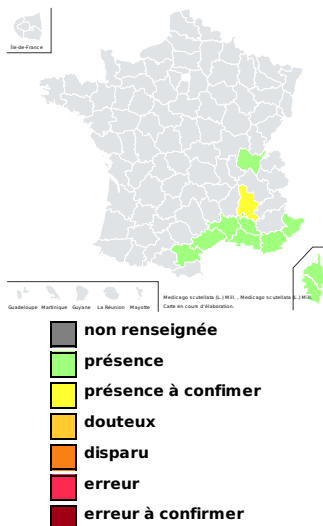 Île-de-France
Guadeloupe Martinique Guyane La Réunion Mayotte
Medicago scutellata (L.) Mill. , Medicago scutellata (L.) Mill.
Carte en cours d'élaboration.
non renseignée
présence
présence à confimer
douteux
disparu
erreur
erreur à confirmer